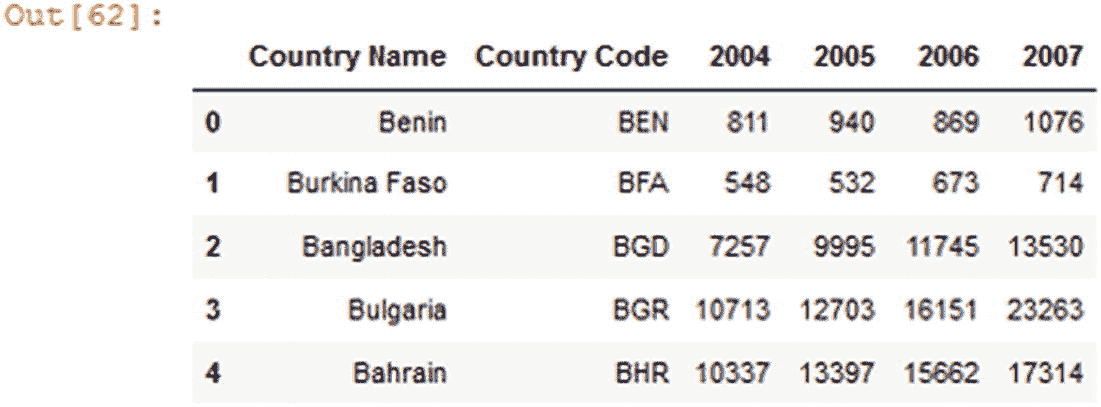 Out[62]:
Country Name Country Code 2004 2005 2006 2007
0 Benin BEN 811 940 869 1076
1 Burkina Faso BFA 548 532 673 714
2 Bangladesh BGD 7257 9995 11745 13530
3 Bulgaria BGR 10713 12703 16151 23263
4 Bahrain BHR 10337 13397 15662 17314